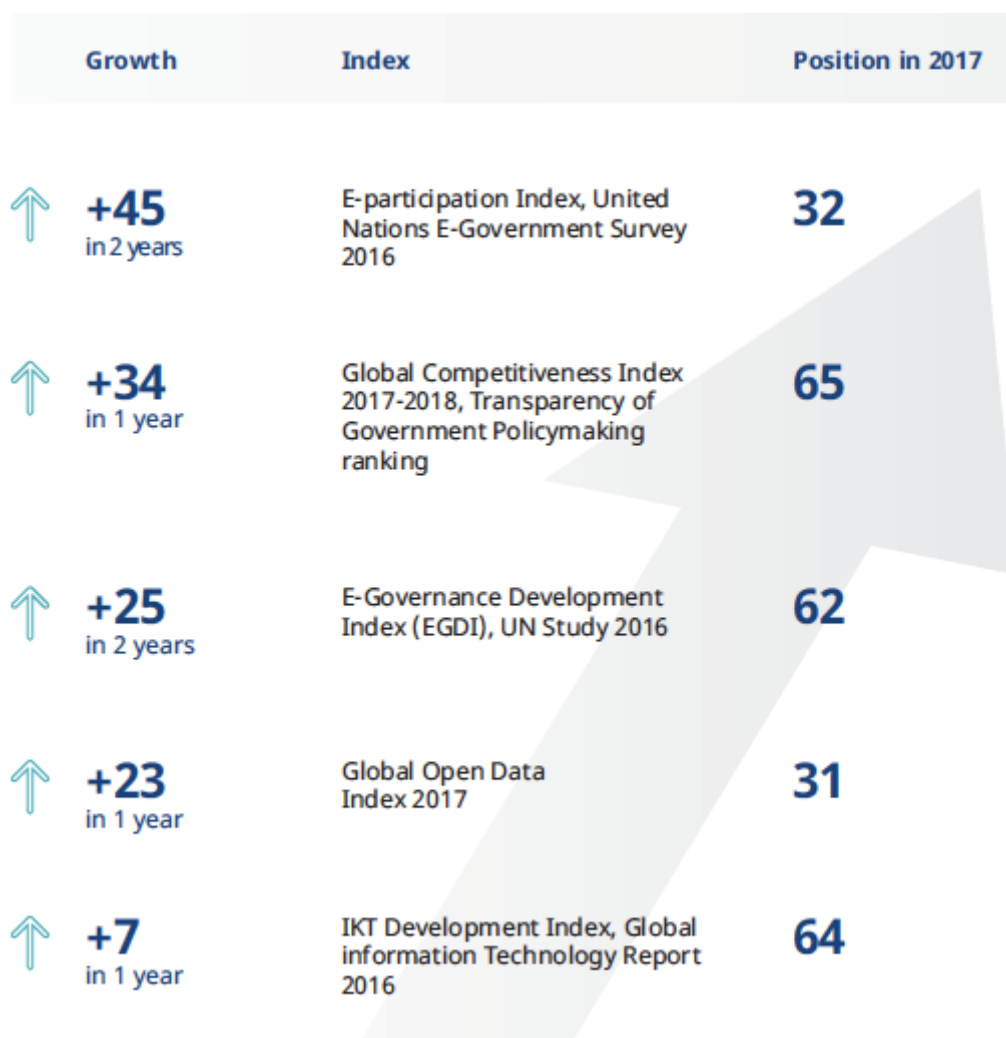 Growth Index Position in 2017
+45
in 2 years
E-participation Index, United
Nations E-Government Survey
2016
32
+34
in 1 year
Global Competitiveness Index
2017-2018, Transparency of
Government Policymaking
ranking
65
+25
in 2 years
E-Governance Development
Index (EGDI), UN Study 2016
62
+23
in 1 year
Global Open Data
Index 2017
31
+7
in 1 year
IKT Development Index, Global
information Technology Report
2016
64